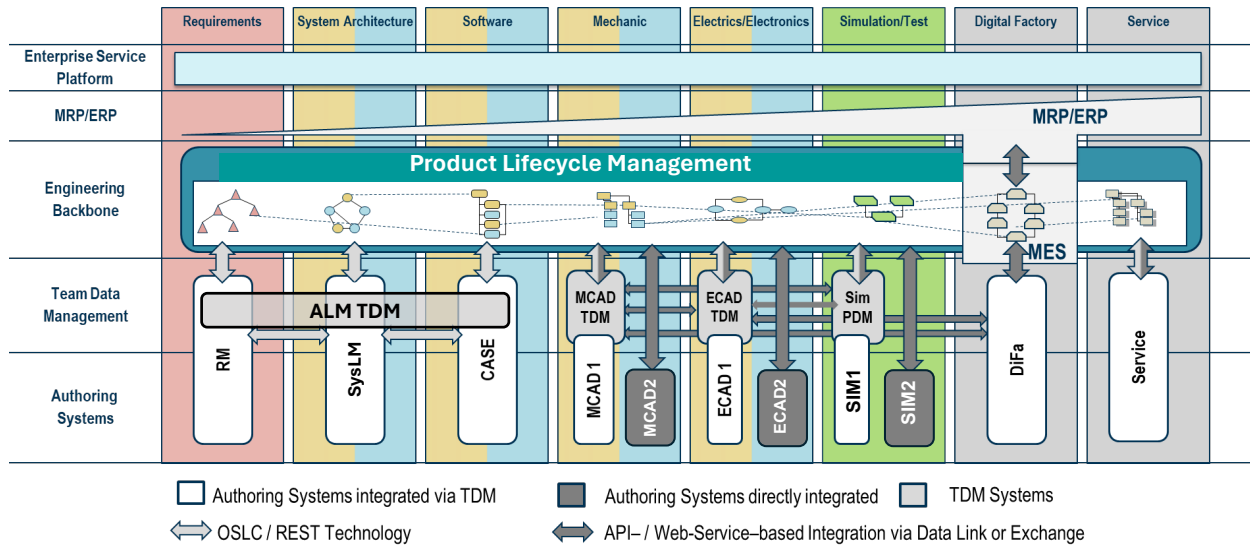 Requirements
System Architecture
Software
Mechanic
Electrics/Electronics
Simulation/Test
Digital Factory
Service
Enterprise Service
Platform
MRP/ERP
MRP/ERP
Engineering
Backbone
Product Lifecycle Management
MES
Team Data
Management
ALM TDM
MCAD
TDM
ECAD
TDM
Sim
PDM
RM
SysLM
CASE
MCAD 1
MCAD2
ECAD 1
ECAD2
SIM1
SIM2
DiFa
Service
Authoring
Systems
Authoring Systems integrated via TDM
Authoring Systems directly integrated
TDM Systems
OSLC / REST Technology
API– / Web-Service–based Integration via Data Link or Exchange